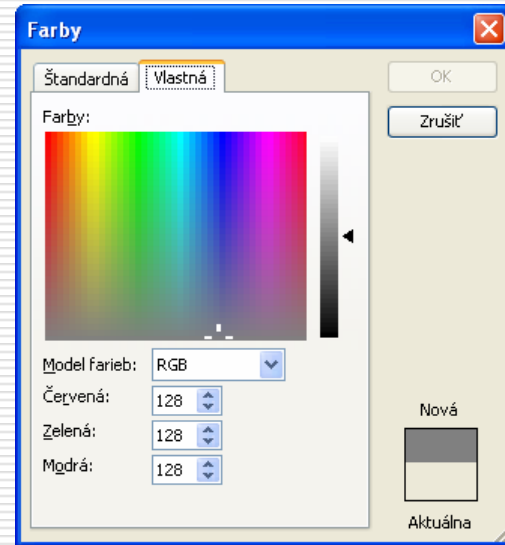 Farby
Štandardná Vlastná
OK
Zrušiť
Farby:
Model farieb: RGB
Červená: 128
Zelená: 128
Modrá: 128
Nová
Aktuálna